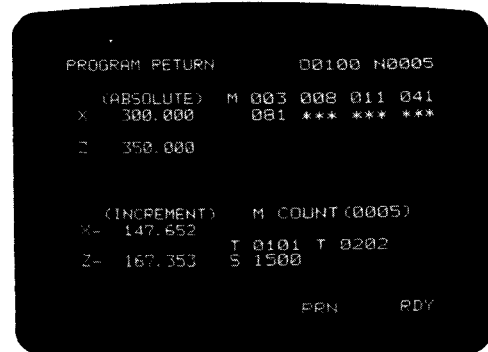 PROGRAM RETURN O0100 N0005
(ABSOLUTE) M 003 008 011 041
X 300.000 081 *** *** ***
Z 350.000
(INCREMENT) M COUNT(0005)
X- 147.652
T 0101 T 0202
Z- 167.353 S 1500
PRN RDY